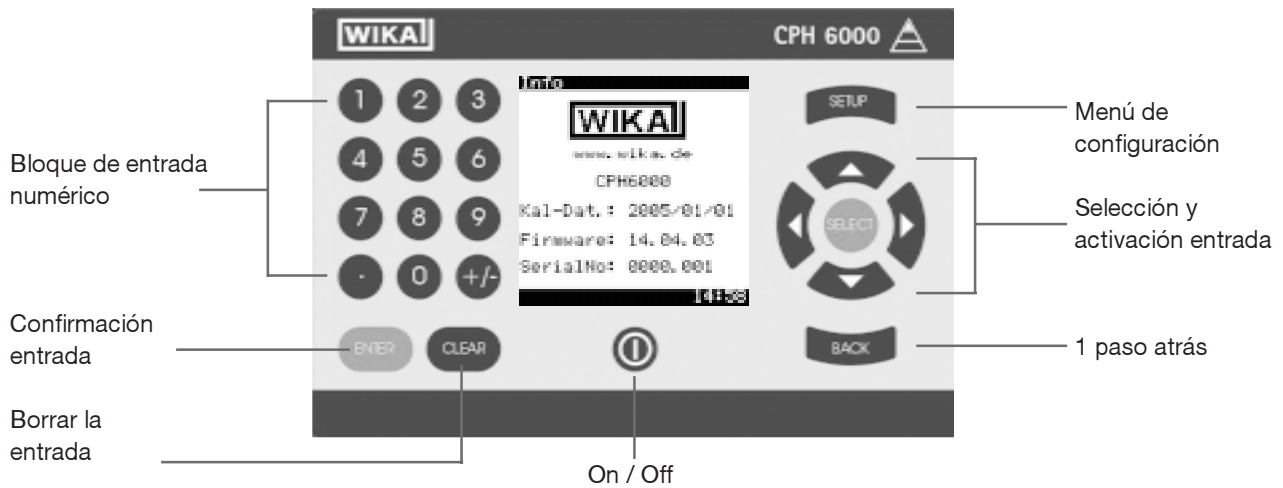 WIKA
CPH 6000
1 2 3
4 5 6
7 8 9
. 0 +/-
ENTER CLEAR
Info
WIKA
www.wika.de
CPH6000
Kal-Dat.: 2005/01/01
Firmware: 14.04.03
SerialNo: 0000.001
14:58
SETUP
SELECT
BACK
Bloque de entrada
numérico
Confirmación
entrada
Borrar la
entrada
On / Off
Menú de
configuración
Selección y
activación entrada
1 paso atrás